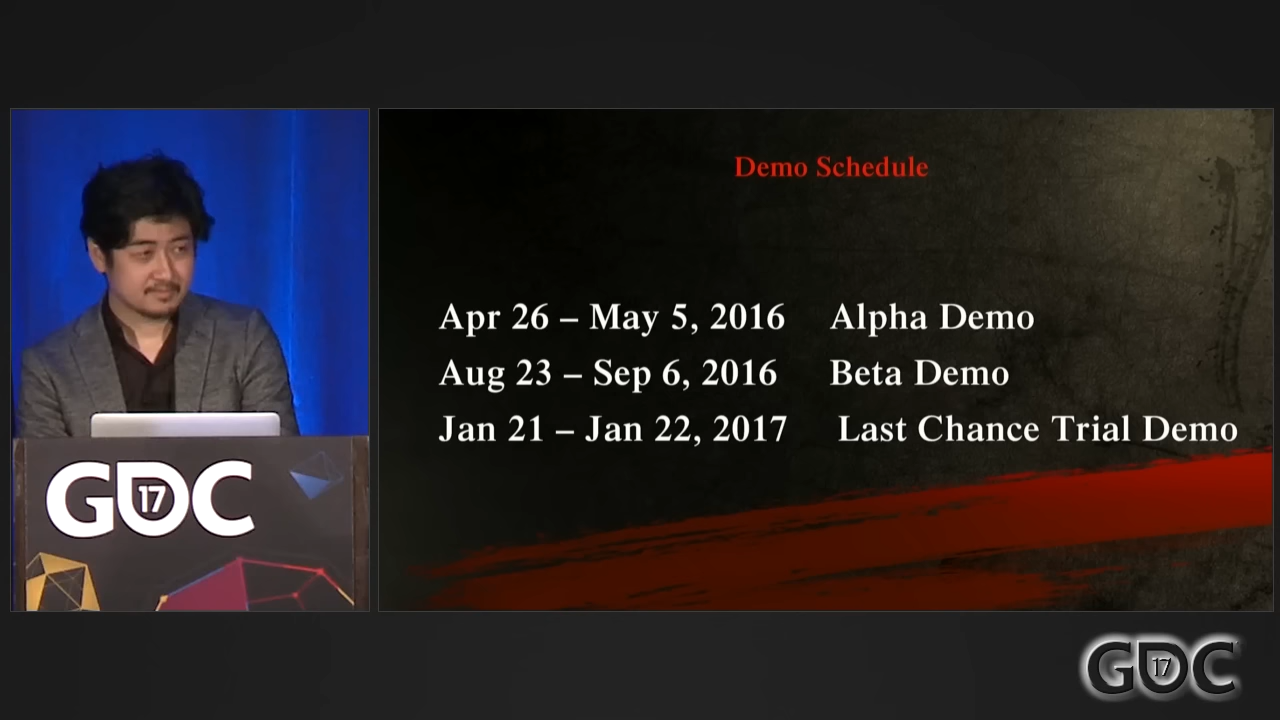 Demo Schedule
Apr 26 – May 5, 2016 Alpha Demo
Aug 23 – Sep 6, 2016 Beta Demo
Jan 21 – Jan 22, 2017 Last Chance Trial Demo
GDC 17
GDC 17